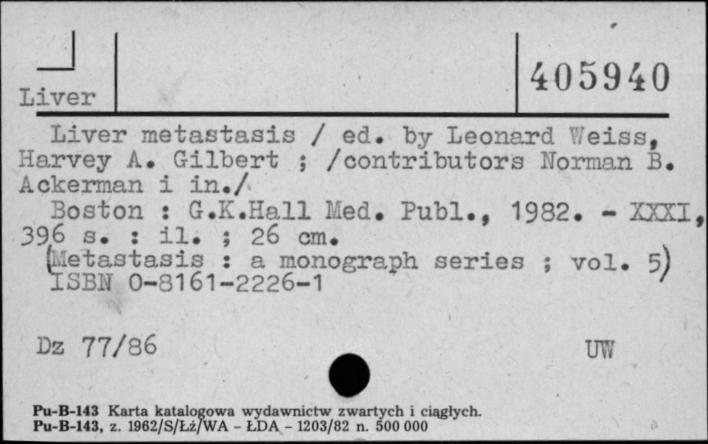 405940
Liver
Liver metastasis / ed. by Leonard Weiss,
Harvey A. Gilbert ; /contributors Norman B.
Ackerman i in./
Boston : G.K.Hall Med. Publ., 1982. - XXXI,
396 s. : il. ; 26 cm.
(Metastasis : a monograph series ; vol. 5)
ISBN 0-8161-2226-1
Dz 77/86 UW
Pu-B-143 Karta katalogowa wydawnictw zwartych i ciągłych.
Pu-B-143, z. 1962/S/Łż/WA - ŁDA - 1203/82 n. 500 000